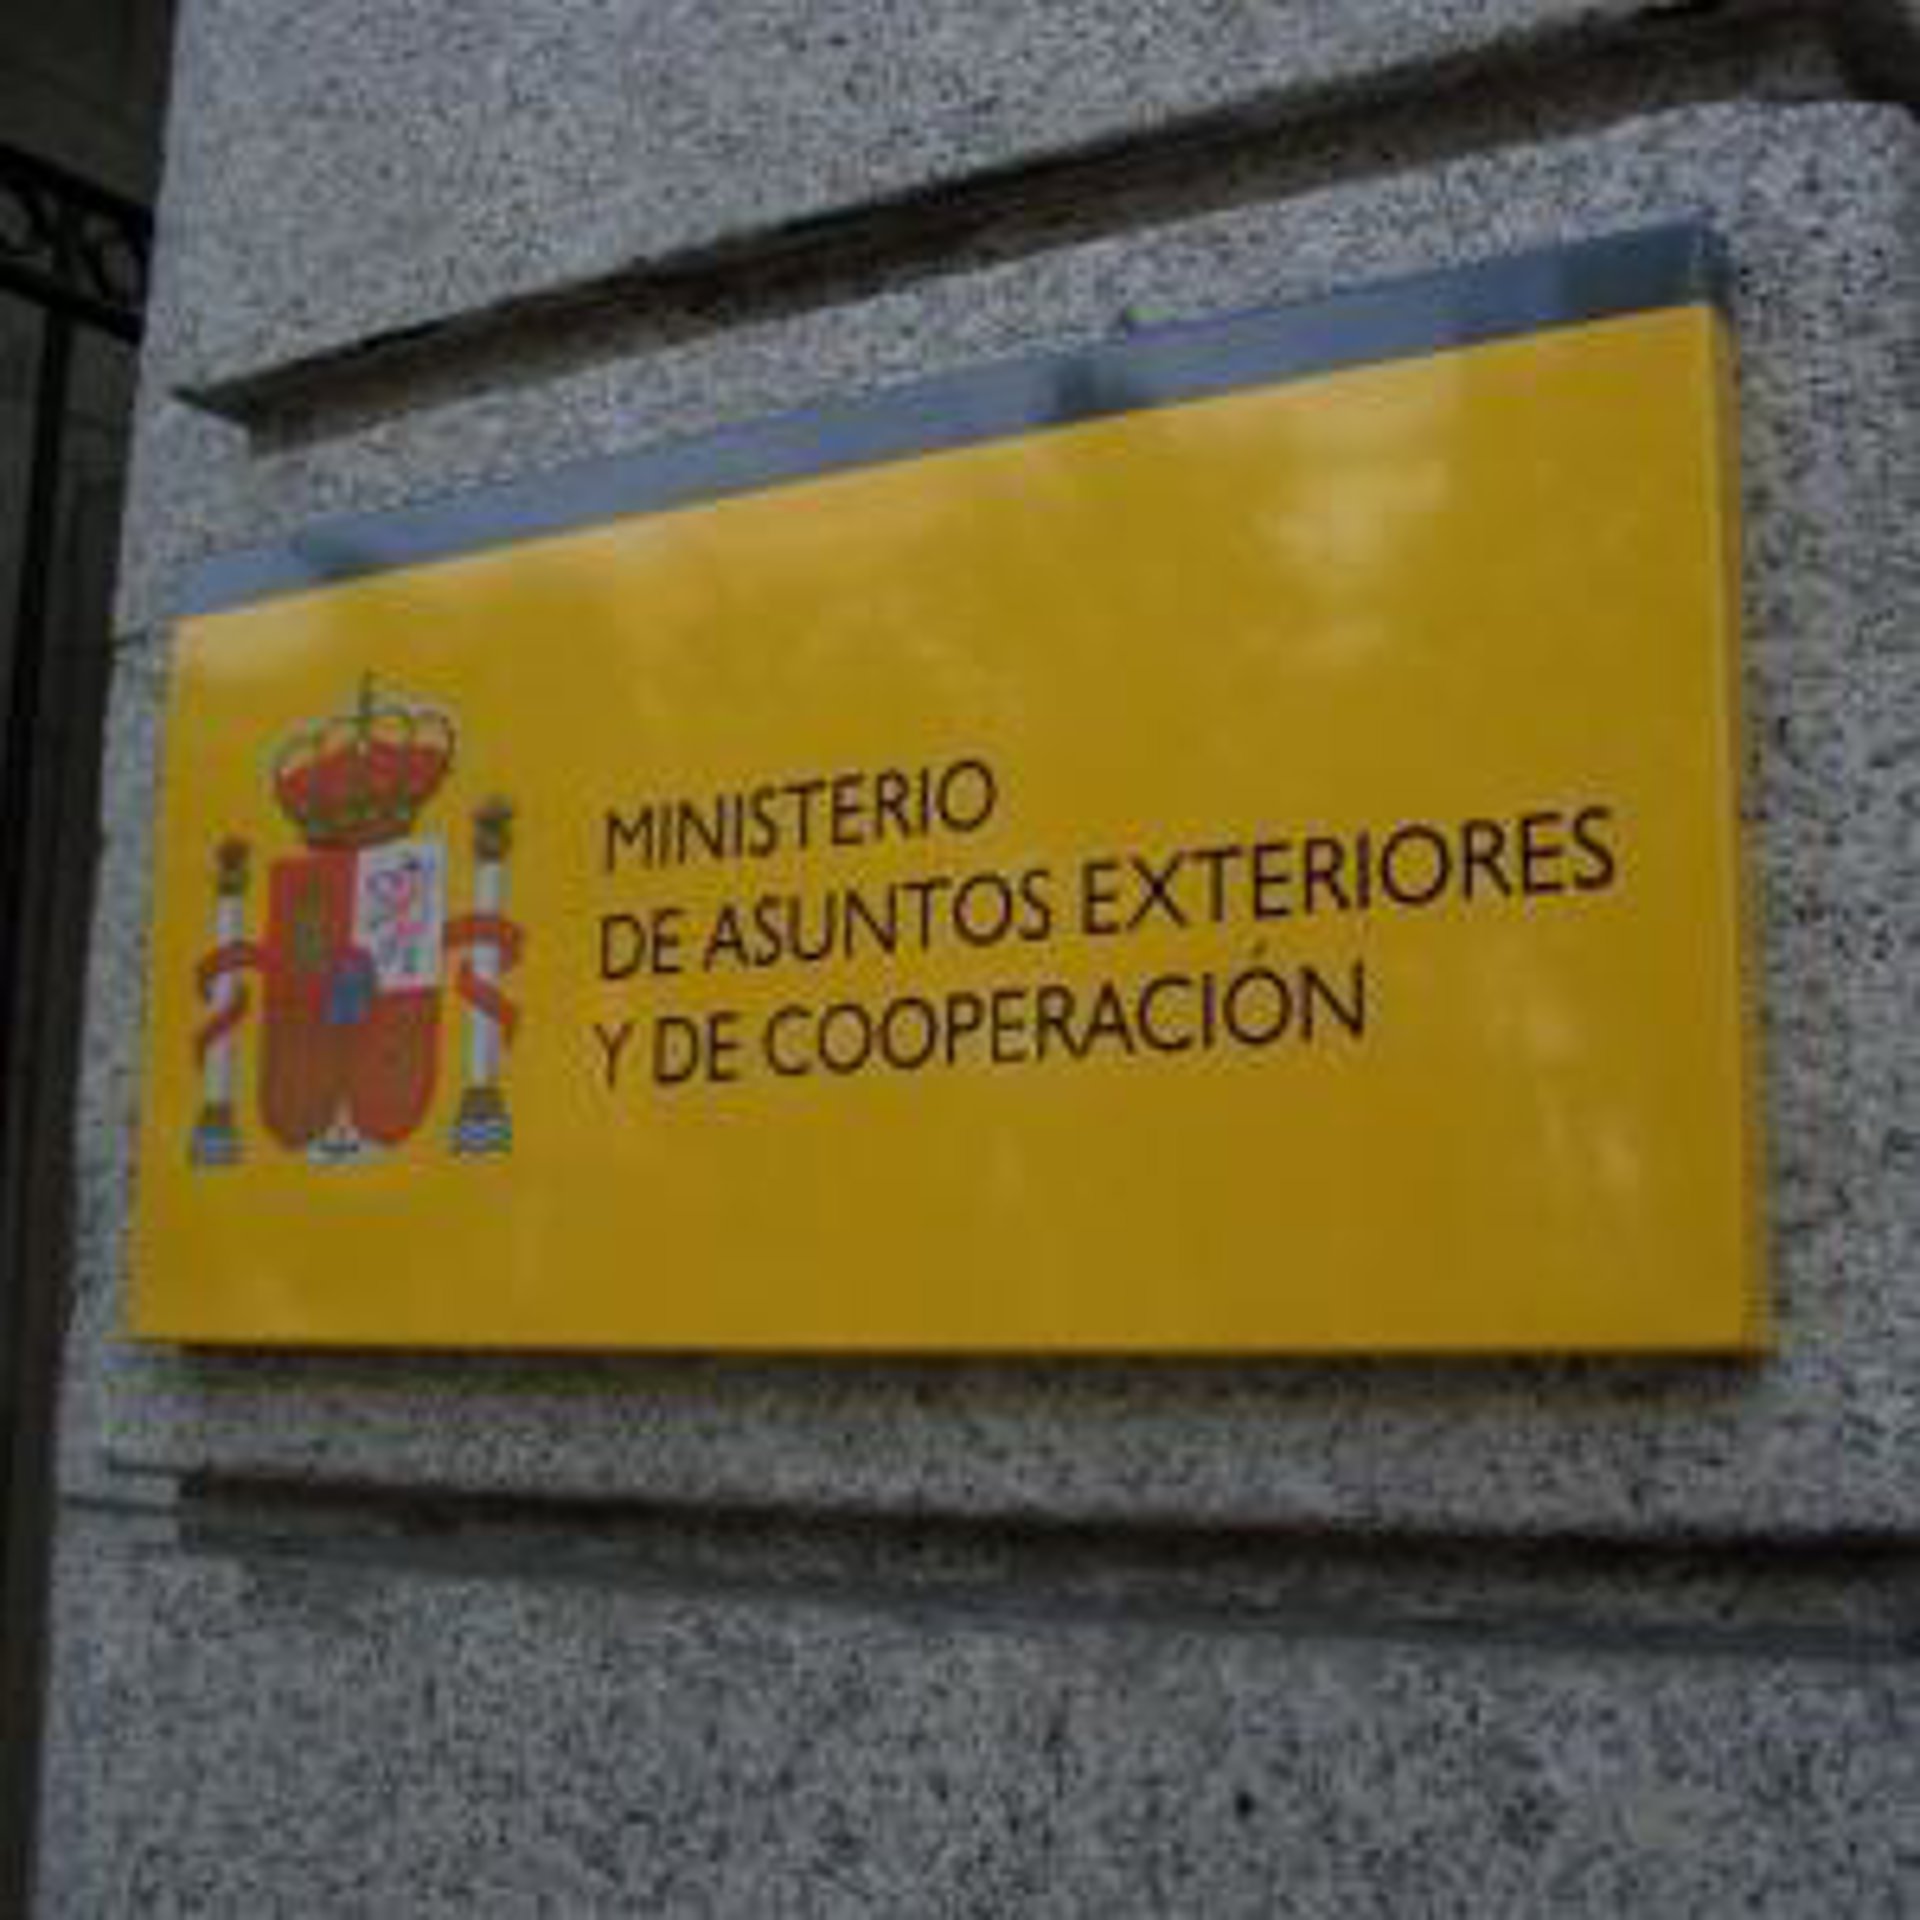 MINISTERIO
DE ASUNTOS EXTERIORES
Y DE COOPERACIÓN